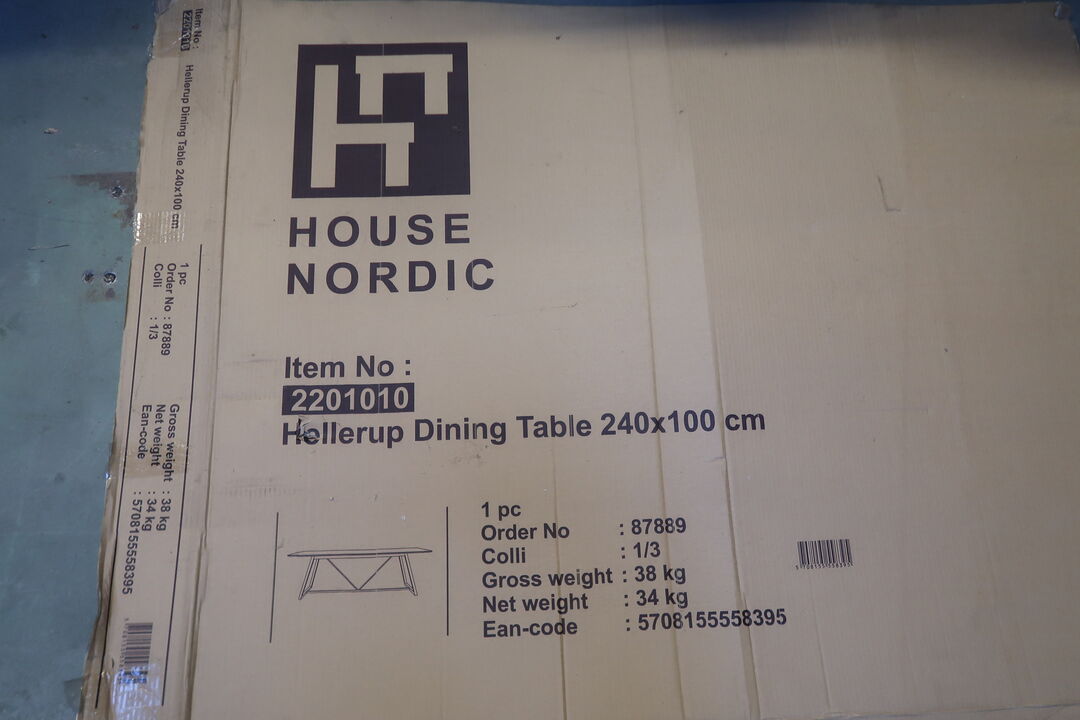 HOUSE
NORDIC
Item No :
2201010
Hellerup Dining Table 240x100 cm
1 pc
Order No : 87889
Colli : 1/3
Gross weight : 38 kg
Net weight : 34 kg
Ean-code : 5708155558395
5708155558395
Item No :
2201010
Hellerup Dining Table 240x100 cm
1 pc
Order No : 87889
Colli : 1/3
Gross weight : 38 kg
Net weight : 34 kg
Ean-code : 5708155558395